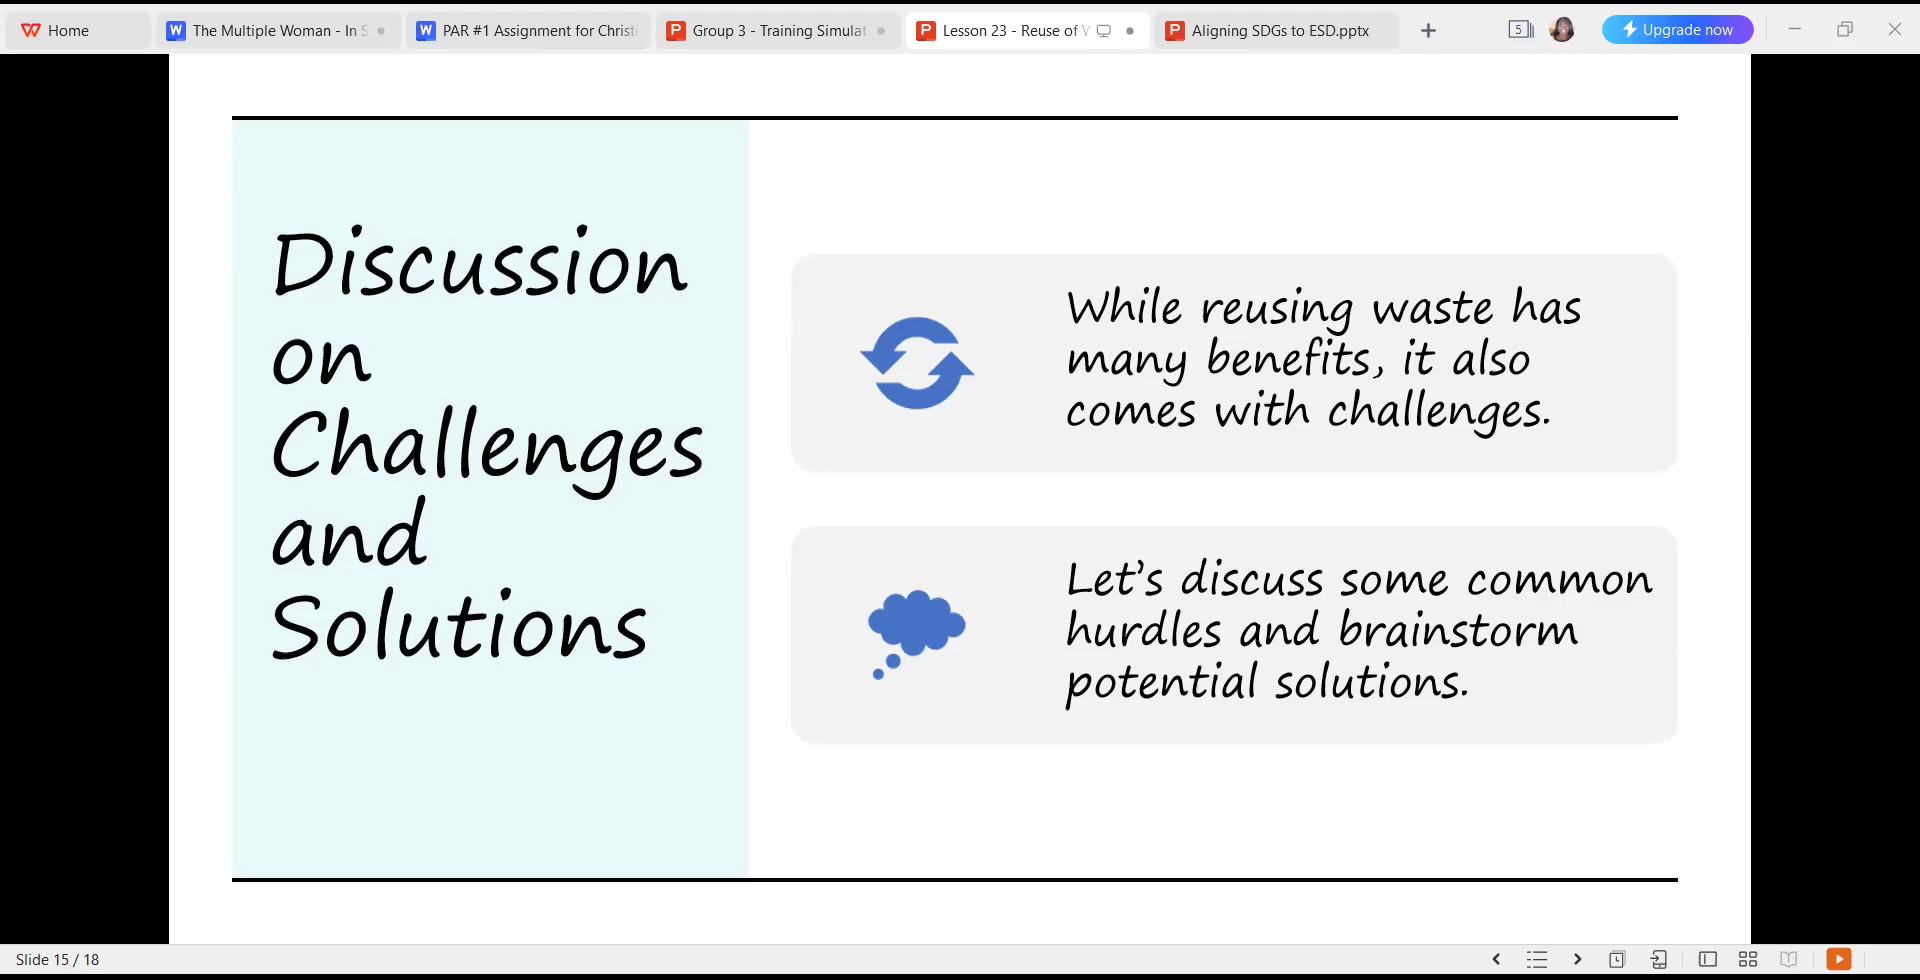 Home
The Multiple Woman - In S
PAR #1 Assignment for Christi
Group 3 - Training Simulat
Lesson 23 - Reuse of W
Aligning SDGs to ESD.pptx
5
Upgrade now
Discussion
on
Challenges
and
Solutions
While reusing waste has
many benefits, it also
comes with challenges.
Let’s discuss some common
hurdles and brainstorm
potential solutions.
Slide 15 / 18